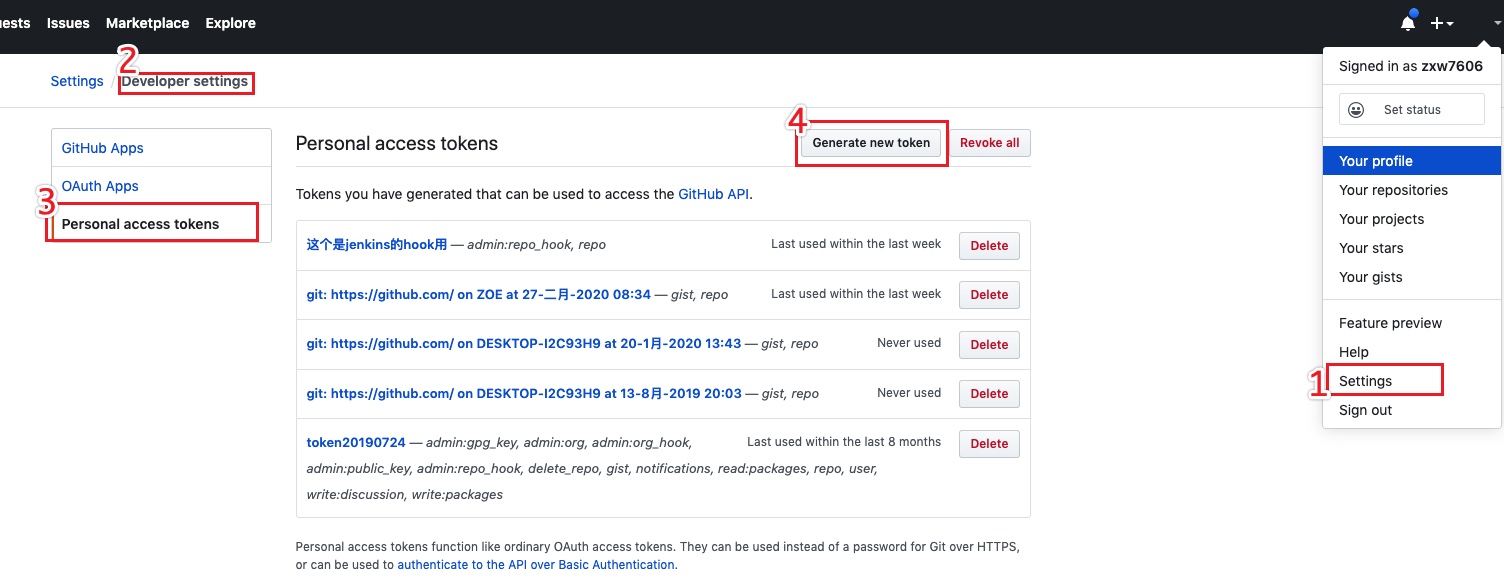 uests Issues Marketplace Explore
2
Settings / Developer settings
Signed in as zxw7606
Set status
Your profile
Your repositories
Your projects
Your stars
Your gists
Feature preview
Help
1 Settings
Sign out
GitHub Apps
OAuth Apps
3
Personal access tokens
Personal access tokens
4
Generate new token Revoke all
Tokens you have generated that can be used to access the GitHub API.
这个是jenkins的hook用 — admin:repo_hook, repo Last used within the last week Delete
git: https://github.com/ on ZOE at 27-二月-2020 08:34 — gist, repo Last used within the last week Delete
git: https://github.com/ on DESKTOP-I2C93H9 at 20-1月-2020 13:43 — gist, repo Never used Delete
git: https://github.com/ on DESKTOP-I2C93H9 at 13-8月-2019 20:03 — gist, repo Never used Delete
token20190724 — admin:gpg_key, admin:org, admin:org_hook, Last used within the last 8 months Delete
admin:public_key, admin:repo_hook, delete_repo, gist, notifications, read:packages, repo, user,
write:discussion, write:packages
Personal access tokens function like ordinary OAuth access tokens. They can be used instead of a password for Git over HTTPS,
or can be used to authenticate to the API over Basic Authentication.